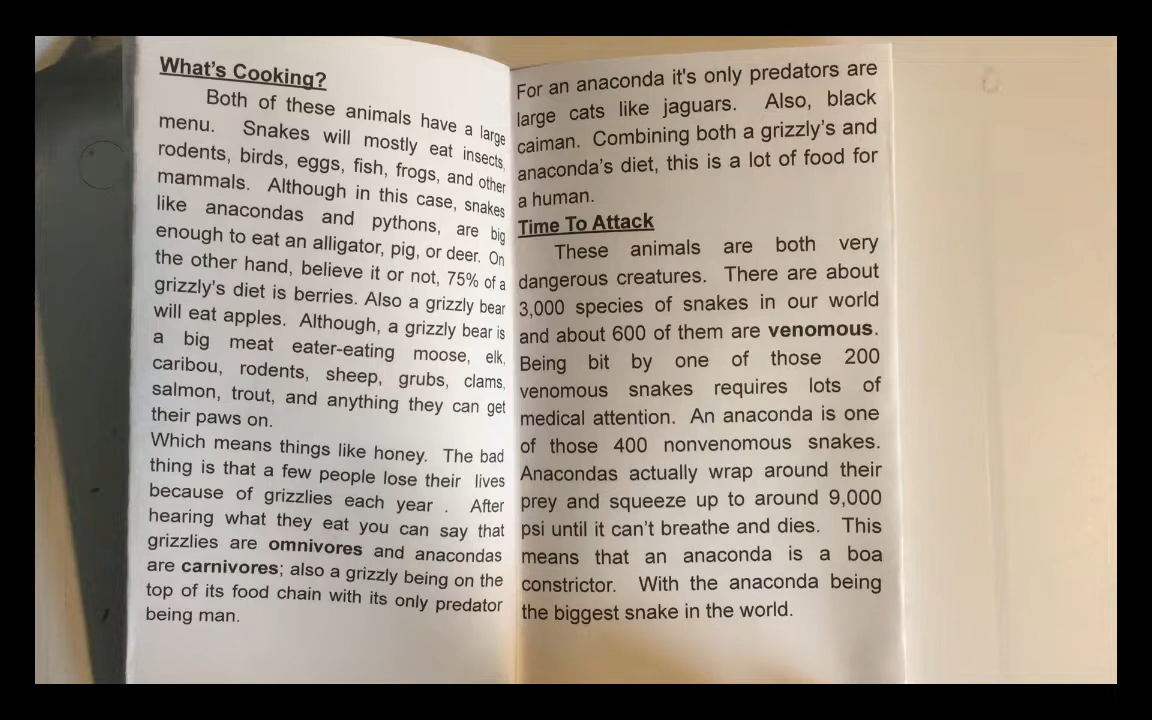 What's Cooking?
Both of these animals have a large
menu. Snakes will mostly eat insects,
rodents, birds, eggs, fish, frogs, and other
mammals. Although in this case, snakes
like anacondas and pythons, are big
enough to eat an alligator, pig, or deer. On
the other hand, believe it or not, 75% of a
grizzly's diet is berries. Also a grizzly bear
will eat apples. Although, a grizzly bear is
a big meat eater-eating moose, elk,
caribou, rodents, sheep, grubs, clams,
salmon, trout, and anything they can get
their paws on.
Which means things like honey. The bad
thing is that a few people lose their lives
because of grizzlies each year . After
hearing what they eat you can say that
grizzlies are omnivores and anacondas
are carnivores; also a grizzly being on the
top of its food chain with its only predator
being man.
For an anaconda it's only predators are
large cats like jaguars. Also, black
caiman. Combining both a grizzly's and
anaconda's diet, this is a lot of food for
a human.
Time To Attack
These animals are both very
dangerous creatures. There are about
3,000 species of snakes in our world
and about 600 of them are venomous.
Being bit by one of those 200
venomous snakes requires lots of
medical attention. An anaconda is one
of those 400 nonvenomous snakes.
Anacondas actually wrap around their
prey and squeeze up to around 9,000
psi until it can't breathe and dies. This
means that an anaconda is a boa
constrictor. With the anaconda being
the biggest snake in the world.